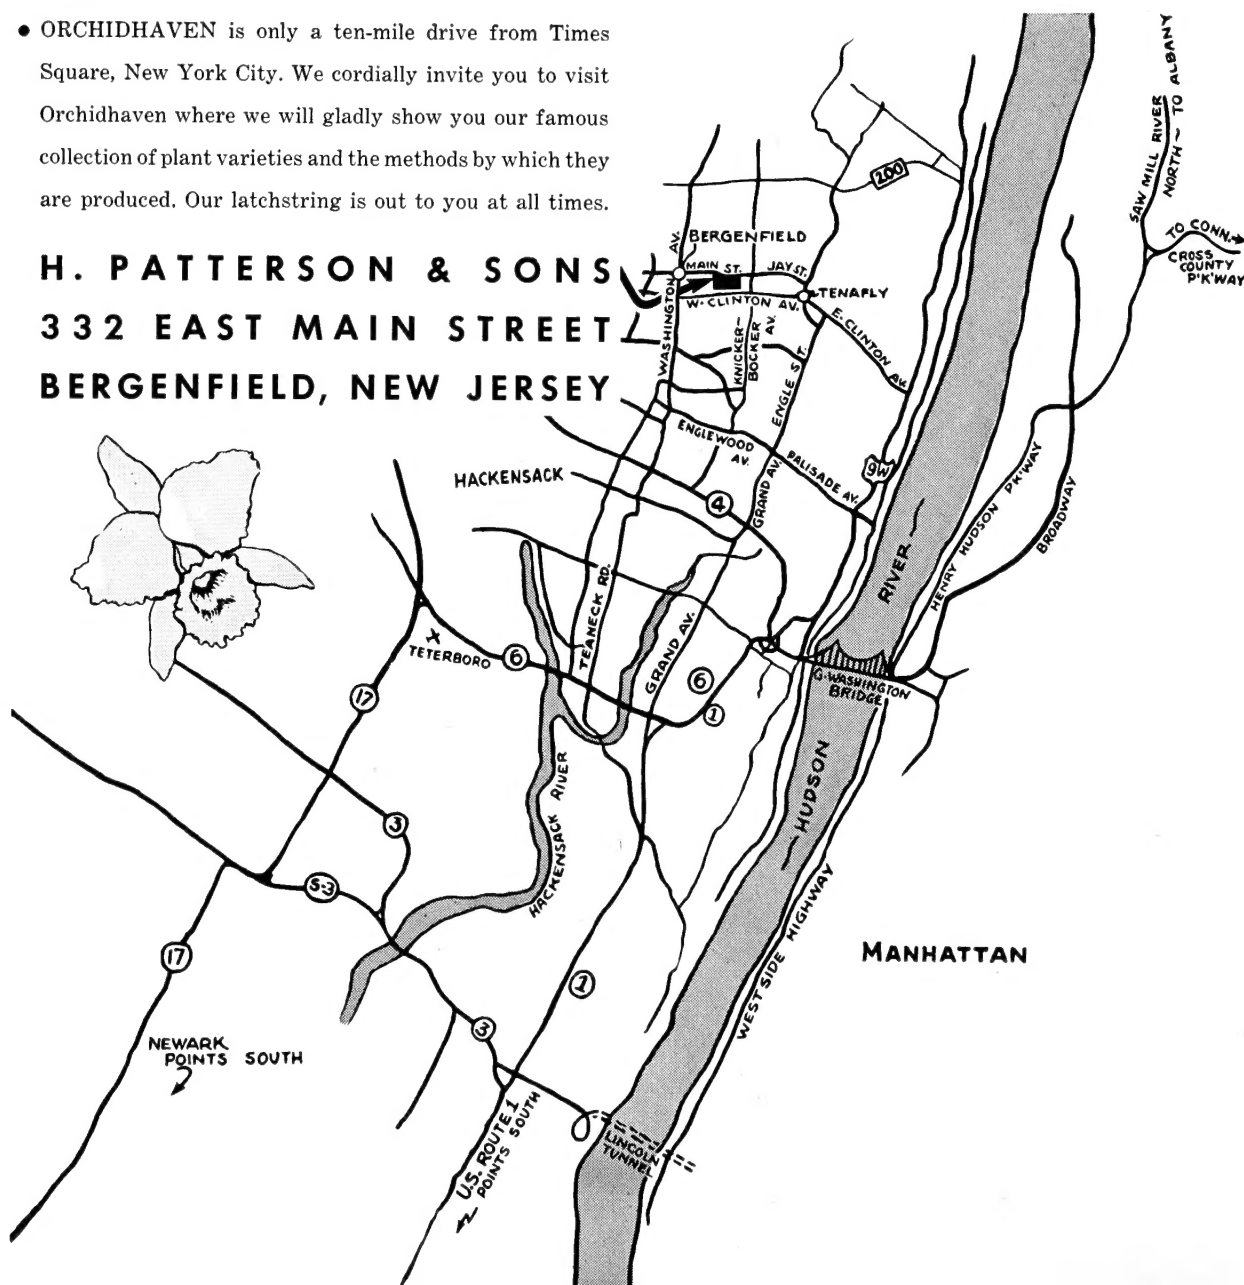 • ORCHIDHAVEN is only a ten-mile drive from Times
Square, New York City. We cordially invite you to visit
Orchidhaven where we will gladly show you our famous
collection of plant varieties and the methods by which they
are produced. Our latchstring is out to you at all times.
H. PATTERSON & SONS
332 EAST MAIN STREET
BERGENFIELD, NEW JERSEY
SAW MILL RIVER
NORTH ~ TO ALBANY
TO CONN.
CROSS
COUNTY
P'K'WAY
200
BERGENFIELD
MAIN ST.
JAY ST.
W. CLINTON AV.
TENAFLY
E. CLINTON AV.
WASHINGTON AV.
KNICKER-
BOCKER
AV.
ENGLE ST.
ENGLEWOOD
AV.
PALISADE AV.
9W
HACKENSACK
4
GRAND AV.
HENRY HUDSON PK'WAY
BROADWAY
RIVER
TEANECK RD.
GRAND AV.
X
TETERBORO
6
6
1
17
G. WASHINGTON
BRIDGE
HUDSON
HACKENSACK RIVER
3
S-3
17
1
3
MANHATTAN
WEST SIDE HIGHWAY
NEWARK
POINTS SOUTH
U.S. ROUTE 1
POINTS SOUTH
LINCOLN
TUNNEL